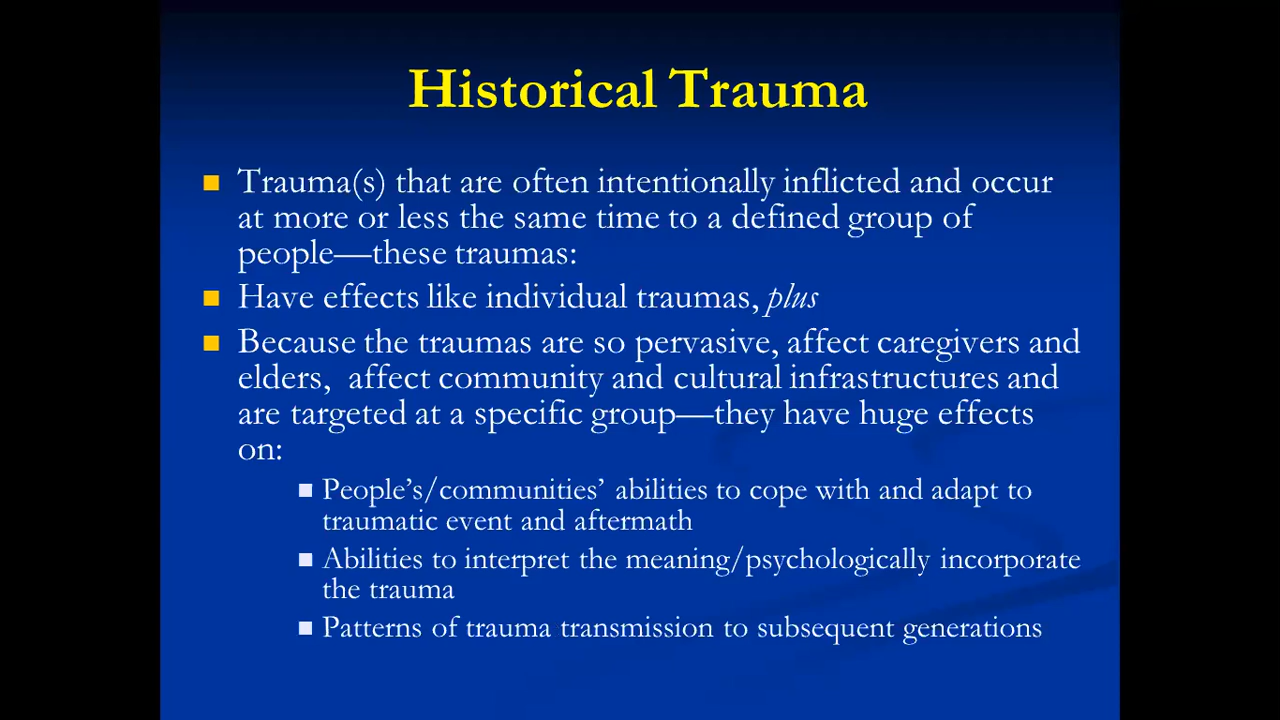 Historical Trauma
Trauma(s) that are often intentionally inflicted and occur
at more or less the same time to a defined group of
people—these traumas:
Have effects like individual traumas, plus
Because the traumas are so pervasive, affect caregivers and
elders,  affect community and cultural infrastructures and
are targeted at a specific group—they have huge effects
on:
People’s/communities’ abilities to cope with and adapt to
traumatic event and aftermath
Abilities to interpret the meaning/psychologically incorporate
the trauma
Patterns of trauma transmission to subsequent generations